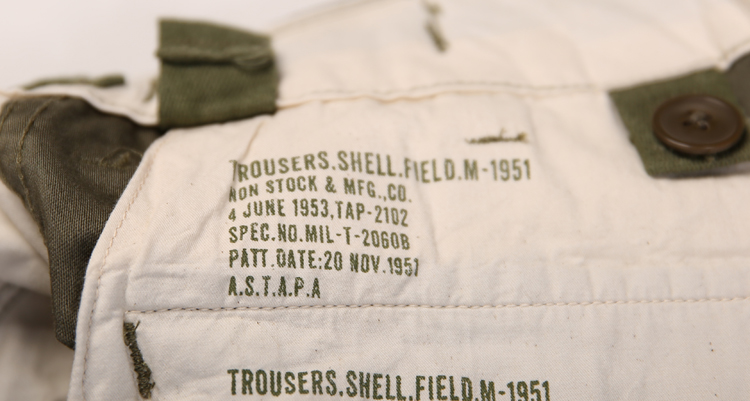 TROUSERS.SHELL.FIELD.M-1951
NON STOCK & MFG.,CO.
4 JUNE 1953,TAP-2102
SPEC.NO.MIL-T-2060B
PATT.DATE:20 NOV.1951
A.S.T.A.P.A
TROUSERS.SHELL.FIELD.M-1951